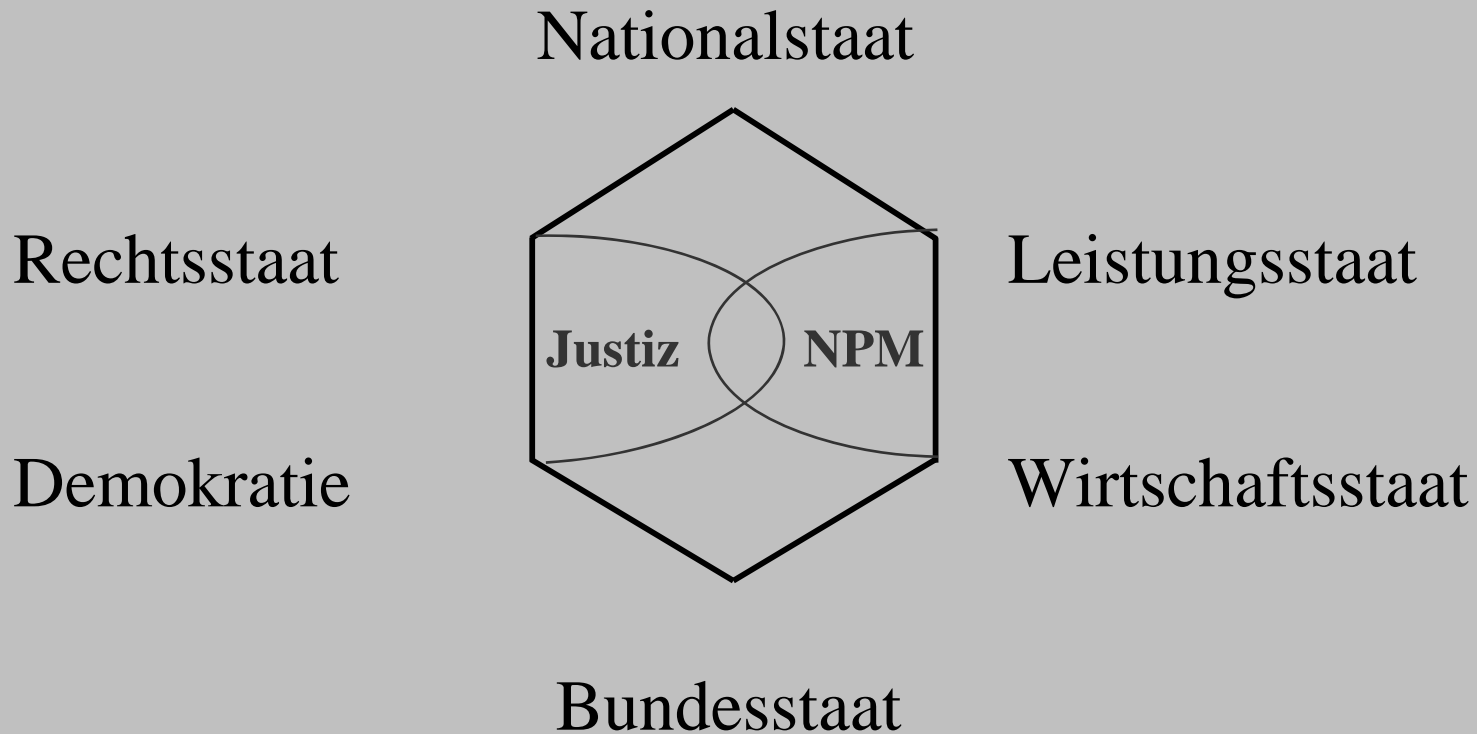 Nationalstaat
Rechtsstaat
Leistungsstaat
Justiz
NPM
Demokratie
Wirtschaftsstaat
Bundesstaat